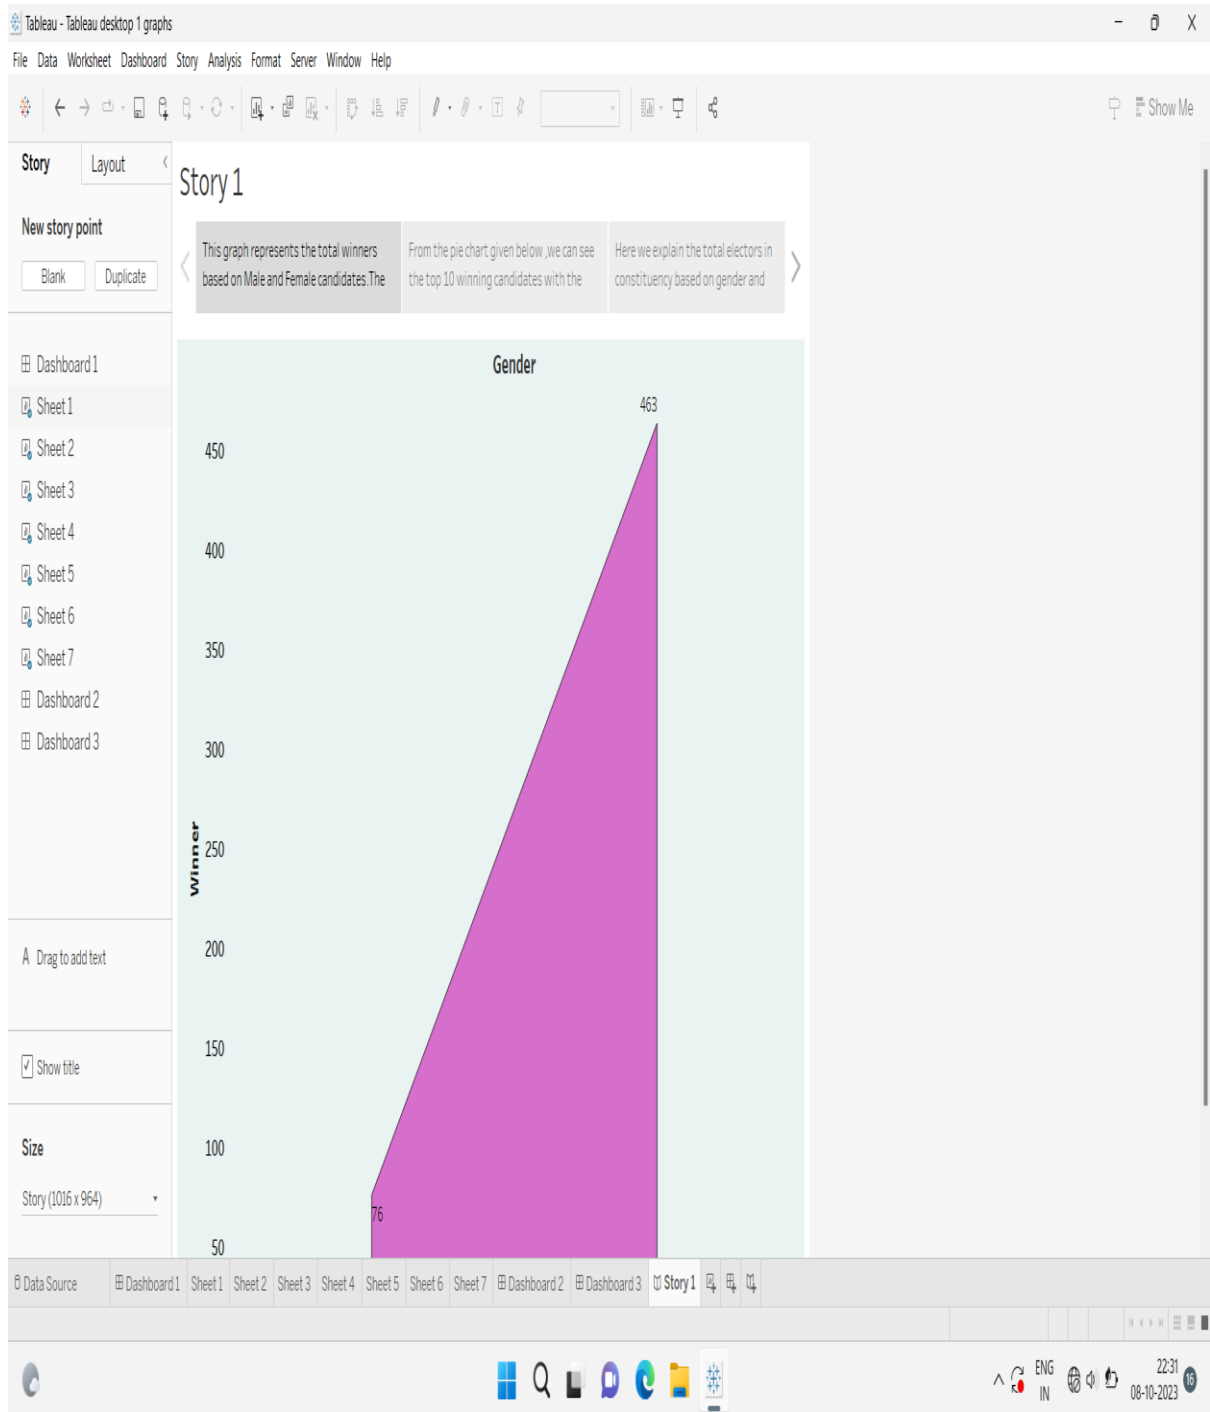 Tableau - Tableau desktop 1 graphs
File Data Worksheet Dashboard Story Analysis Format Server Window Help
Show Me
Story Layout
New story point
Blank Duplicate
Dashboard 1
Sheet 1
Sheet 2
Sheet 3
Sheet 4
Sheet 5
Sheet 6
Sheet 7
Dashboard 2
Dashboard 3
A Drag to add text
Show title
Size
Story (1016 x 964)
Story 1
This graph represents the total winners
based on Male and Female candidates.The
From the pie chart given below ,we can see
the top 10 winning candidates with the
Here we explain the total electors in
constituency based on gender and
Gender
463
450
400
350
300
250
Winner
200
150
100
76
50
Data Source Dashboard 1 Sheet 1 Sheet 2 Sheet 3 Sheet 4 Sheet 5 Sheet 6 Sheet 7 Dashboard 2 Dashboard 3 Story 1
ENG
IN
22:31
08-10-2023
16